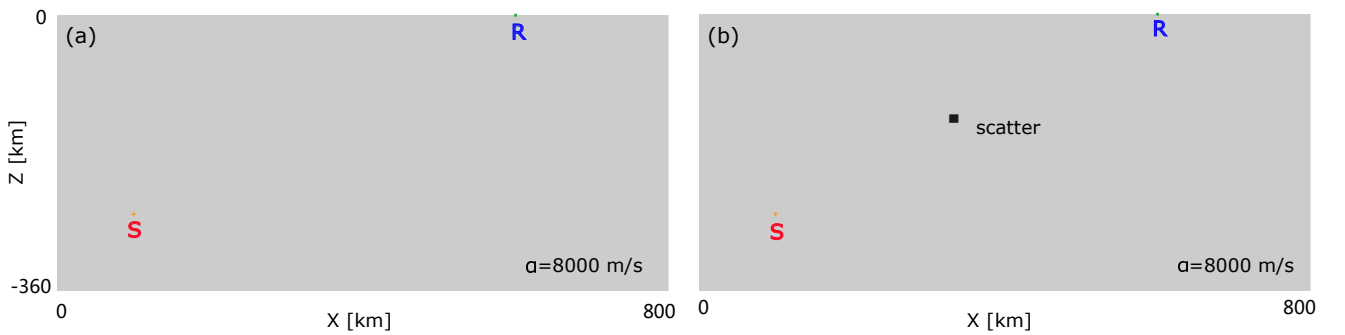 (a)
0
R
Z [km]
S
ɑ=8000 m/s
-360
0
X [km]
800
(b)
R
scatter
S
ɑ=8000 m/s
0
X [km]
800